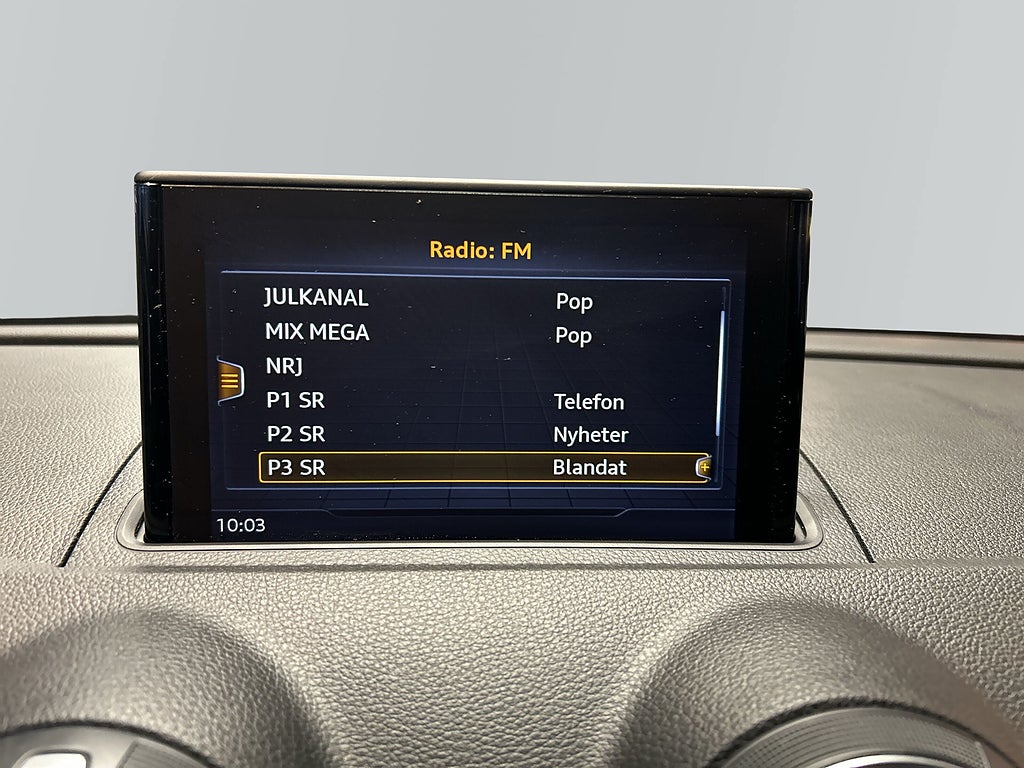 Radio: FM
JULKANAL Pop
MIX MEGA Pop
NRJ
P1 SR Telefon
P2 SR Nyheter
P3 SR Blandat
10:03